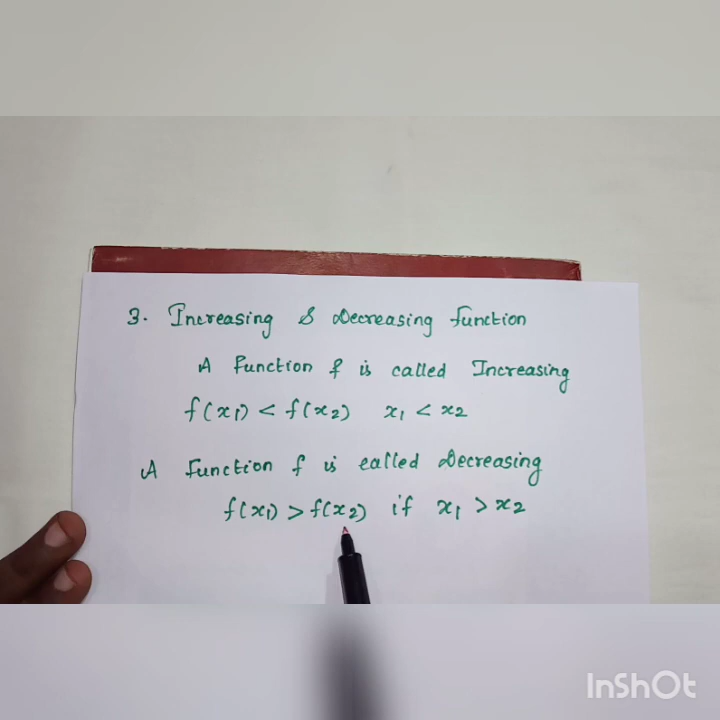 3. Increasing & Decreasing function
A Function f is called Increasing
f(x1) < f(x2) x1 < x2
A function f is called Decreasing
f(x1) > f(x2) if x1 > x2
InShOt